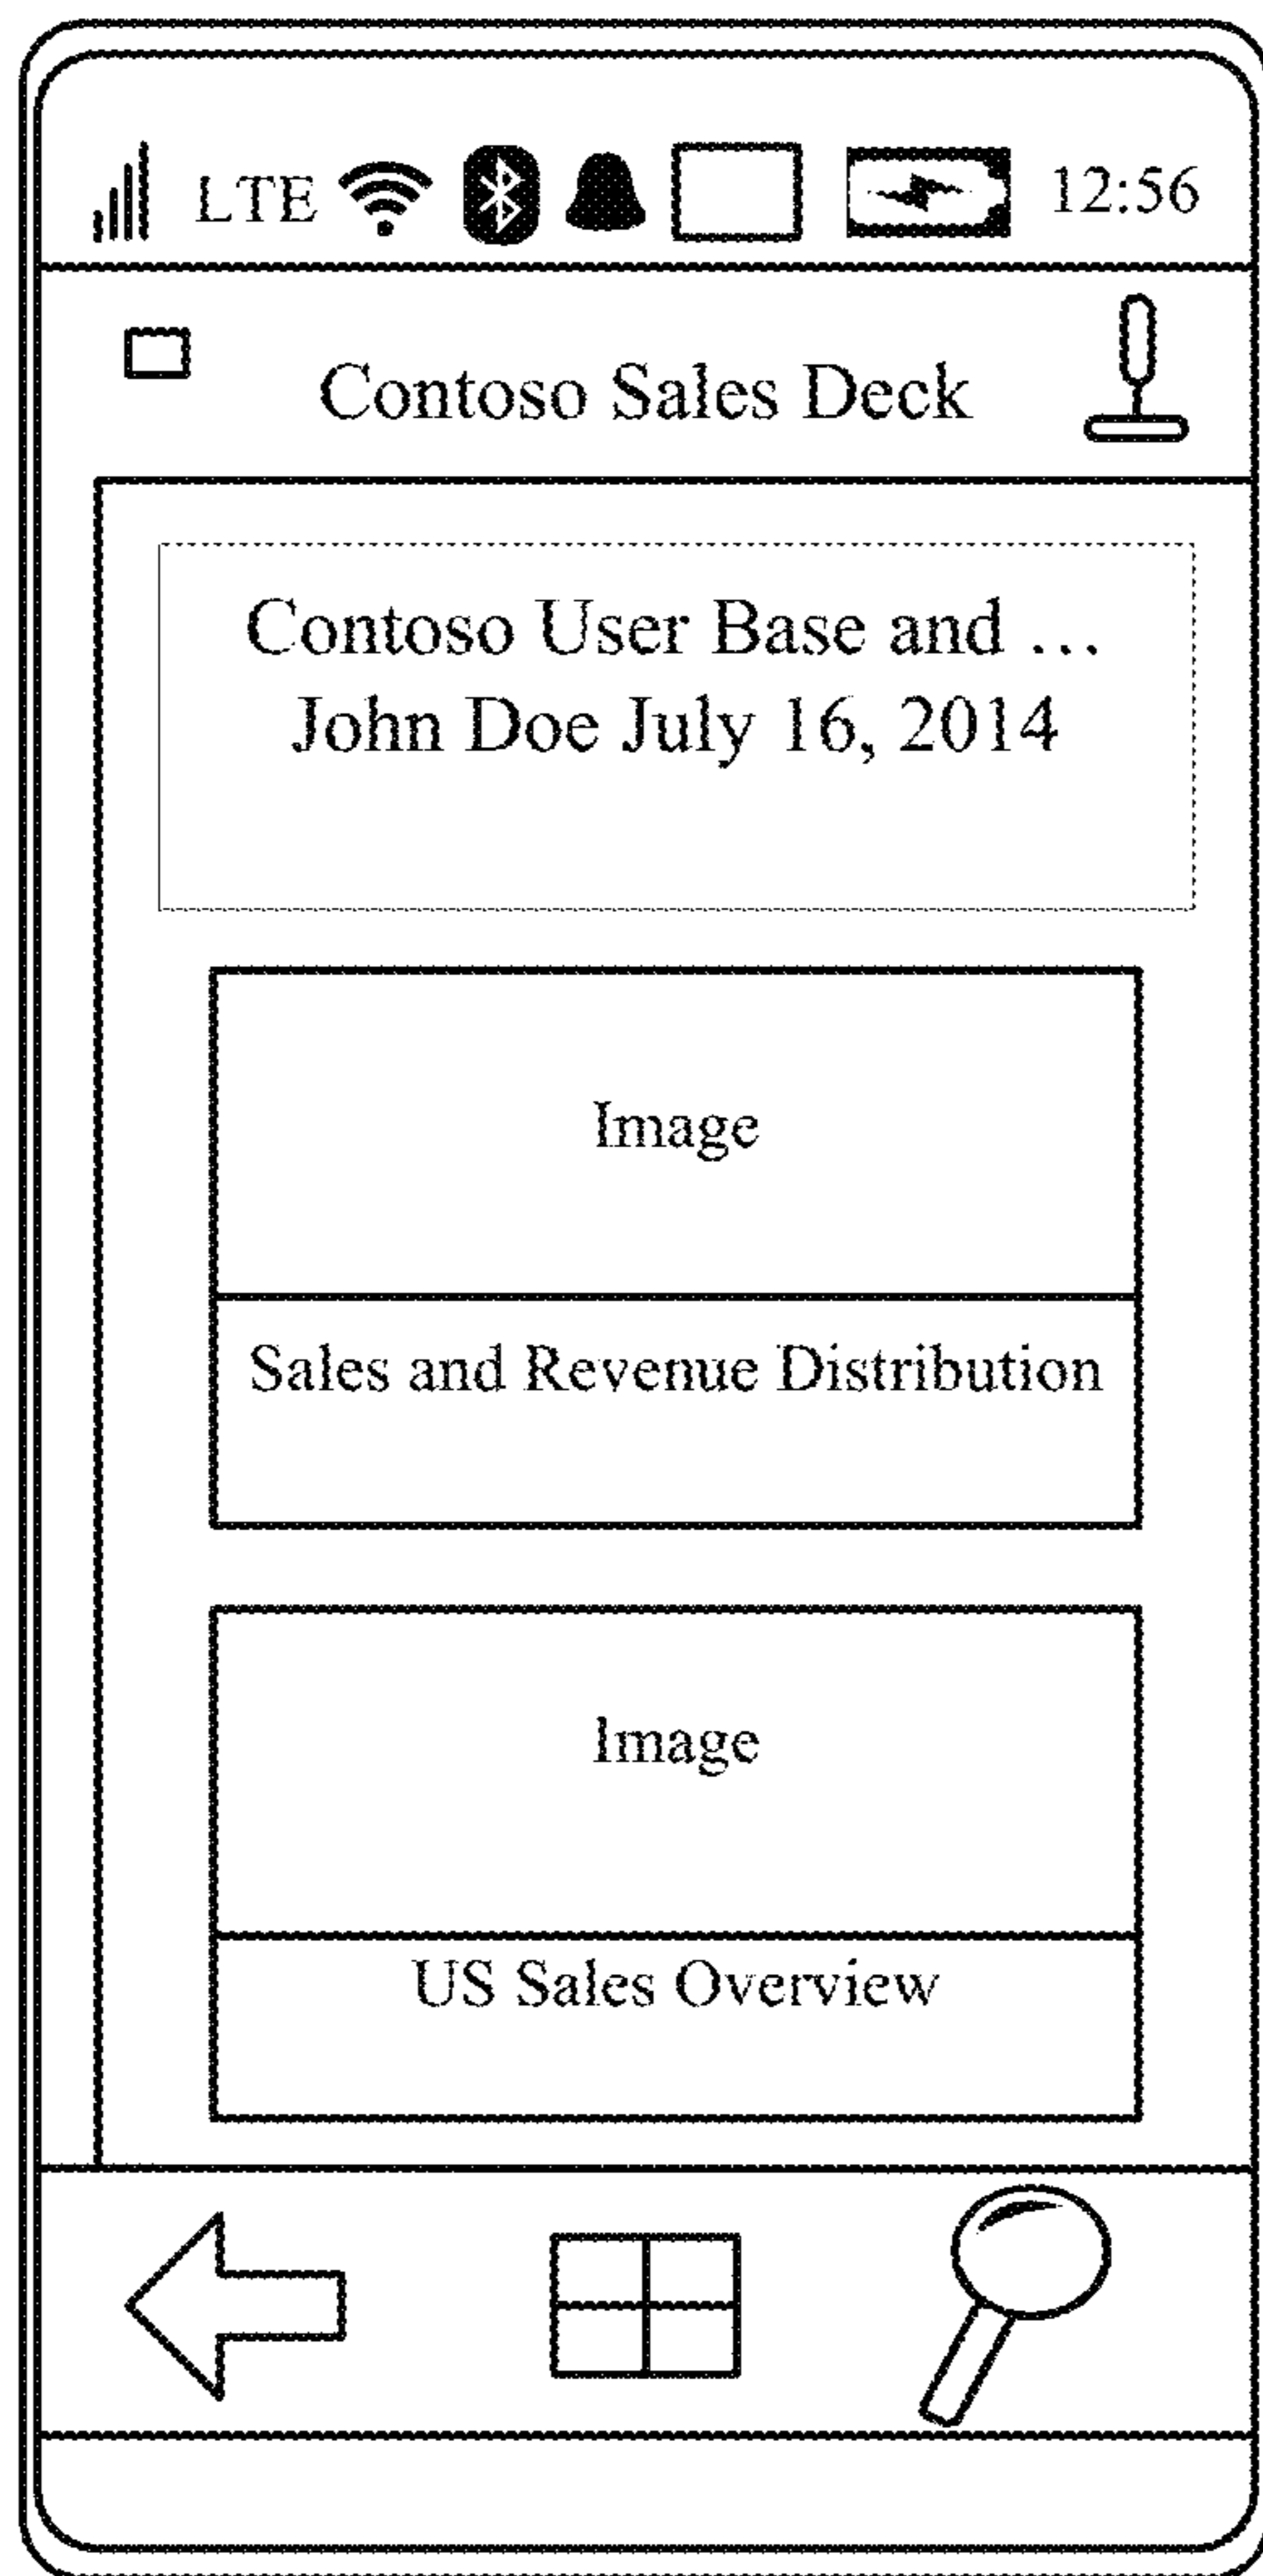 LTE 12:56
Contoso Sales Deck
Contoso User Base and ...
John Doe July 16, 2014
Image
Sales and Revenue Distribution
Image
US Sales Overview